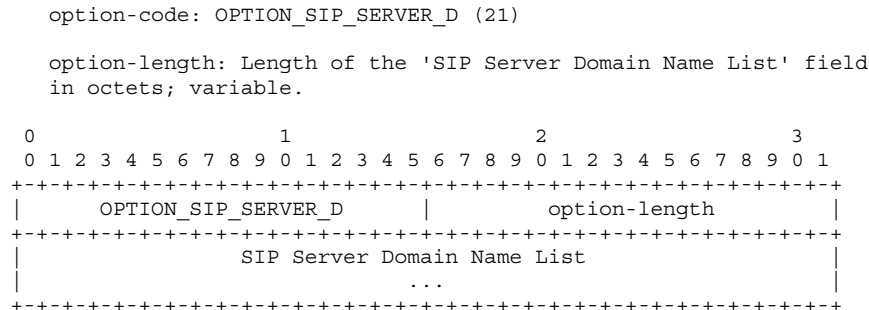 option-code: OPTION_SIP_SERVER_D (21)
option-length: Length of the 'SIP Server Domain Name List' field
in octets; variable.
 0                   1                   2                   3
 0 1 2 3 4 5 6 7 8 9 0 1 2 3 4 5 6 7 8 9 0 1 2 3 4 5 6 7 8 9 0 1
+-+-+-+-+-+-+-+-+-+-+-+-+-+-+-+-+-+-+-+-+-+-+-+-+-+-+-+-+-+-+-+-+
|      OPTION_SIP_SERVER_D      |         option-length         |
+-+-+-+-+-+-+-+-+-+-+-+-+-+-+-+-+-+-+-+-+-+-+-+-+-+-+-+-+-+-+-+-+
|                 SIP Server Domain Name List                   |
|                              ...                              |
+-+-+-+-+-+-+-+-+-+-+-+-+-+-+-+-+-+-+-+-+-+-+-+-+-+-+-+-+-+-+-+-+